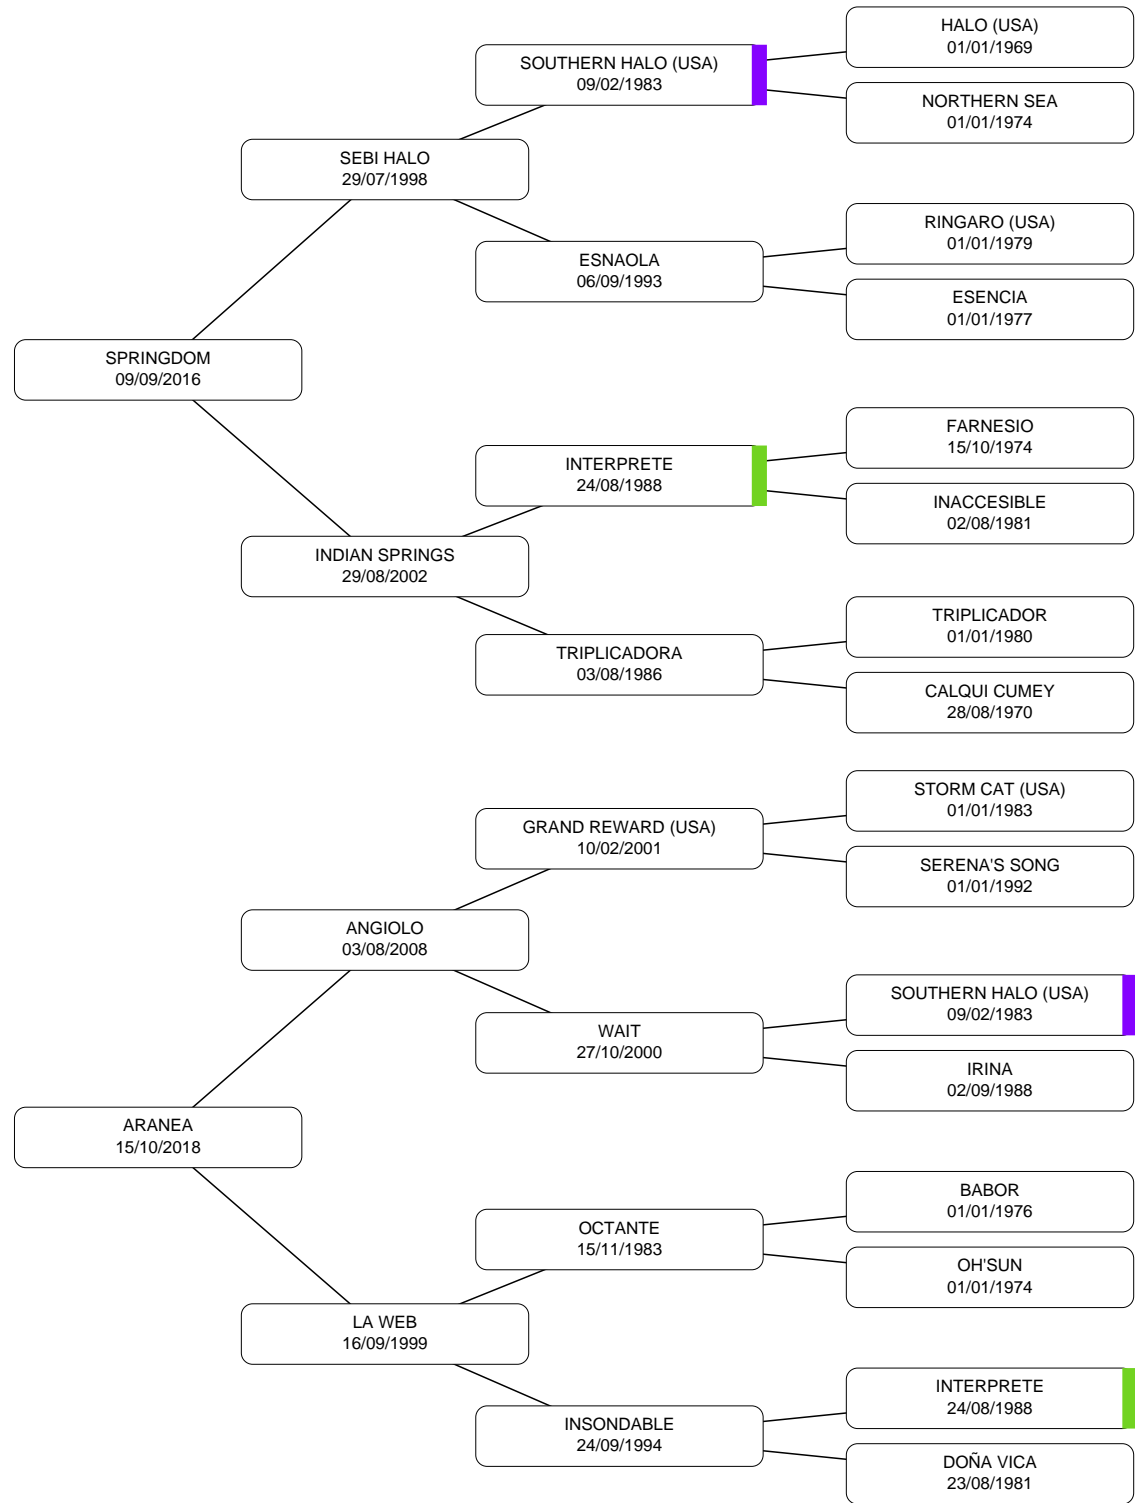 HALO (USA)
01/01/1969
SOUTHERN HALO (USA)
09/02/1983
NORTHERN SEA
01/01/1974
SEBI HALO
29/07/1998
RINGARO (USA)
01/01/1979
ESNAOLA
06/09/1993
ESENCIA
01/01/1977
SPRINGDOM
09/09/2016
FARNESIO
15/10/1974
INTERPRETE
24/08/1988
INACCESIBLE
02/08/1981
INDIAN SPRINGS
29/08/2002
TRIPLICADOR
01/01/1980
TRIPLICADORA
03/08/1986
CALQUI CUMEY
28/08/1970
STORM CAT (USA)
01/01/1983
GRAND REWARD (USA)
10/02/2001
SERENA'S SONG
01/01/1992
ANGIOLO
03/08/2008
SOUTHERN HALO (USA)
09/02/1983
WAIT
27/10/2000
IRINA
02/09/1988
ARANEA
15/10/2018
BABOR
01/01/1976
OCTANTE
15/11/1983
OH'SUN
01/01/1974
LA WEB
16/09/1999
INTERPRETE
24/08/1988
INSONDABLE
24/09/1994
DOÑA VICA
23/08/1981